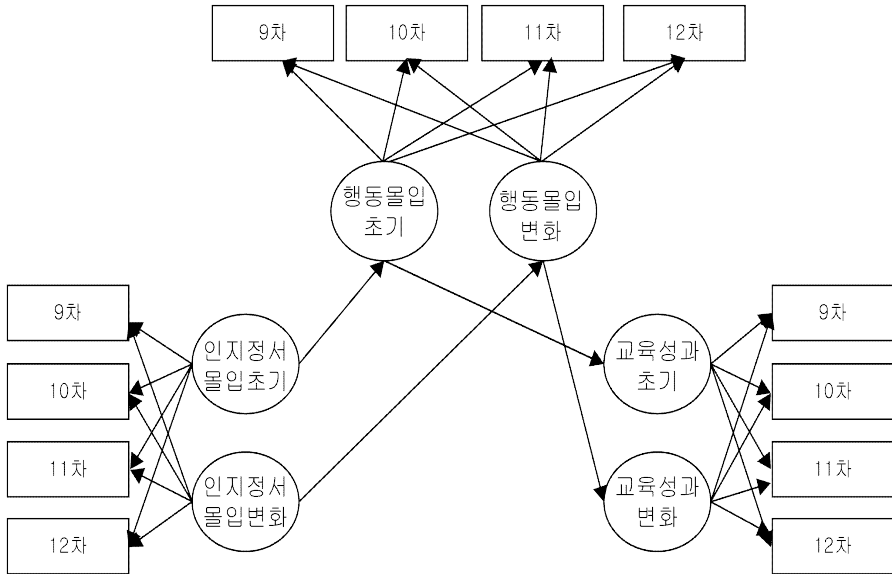 9차
10차
11차
12차
행동몰입
초기
행동몰입
변화
9차
10차
11차
12차
인지정서
몰입초기
인지정서
몰입변화
교육성과
초기
교육성과
변화
9차
10차
11차
12차